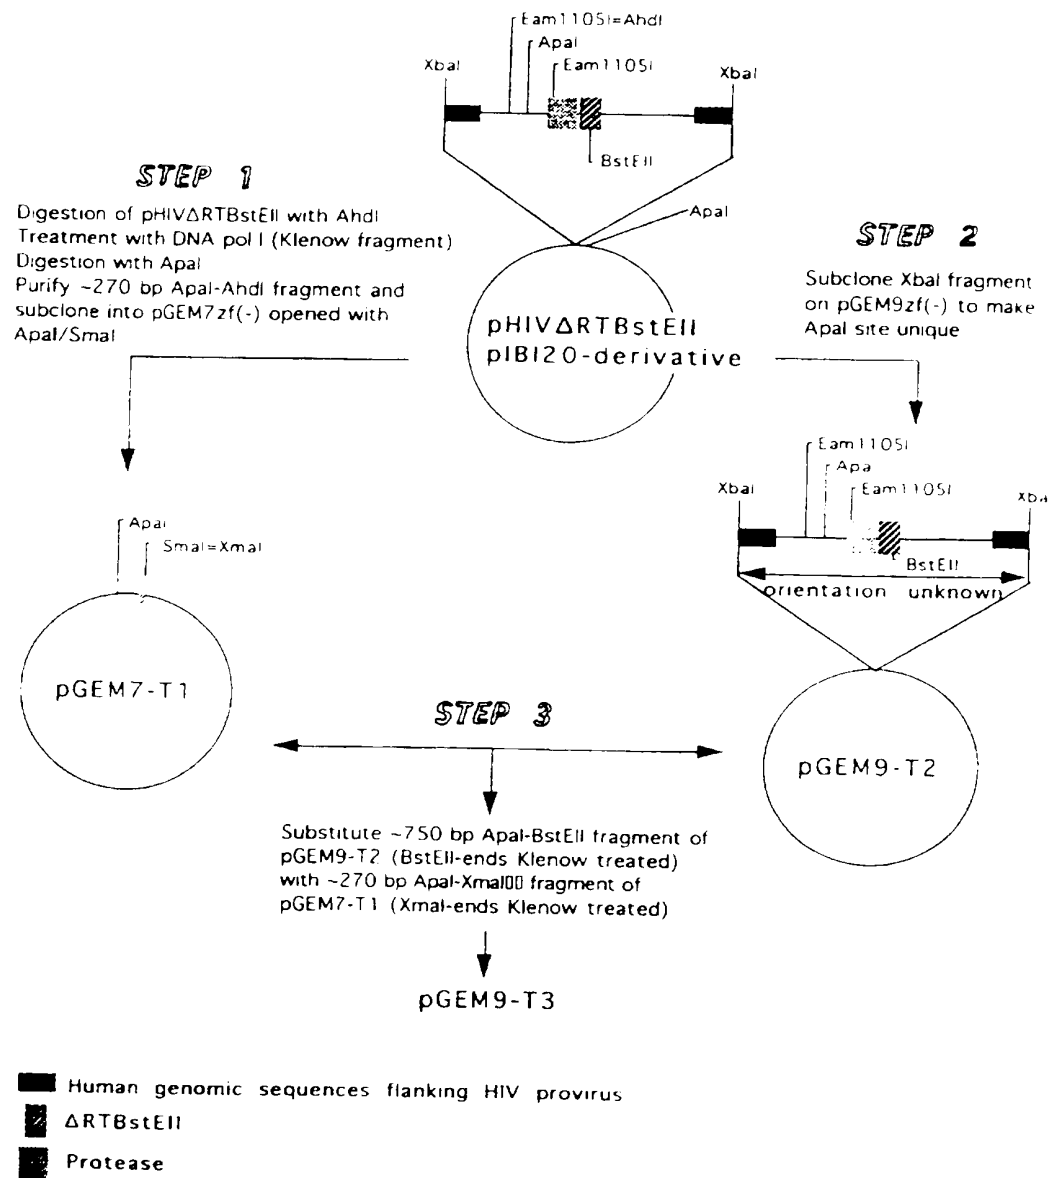 Eam1105I=AhdI
ApaI
XbaI
Eam1105I
XbaI
BstEII
ApaI
STEP 1
Digestion of pHIVΔRTBstEII with AhdI
Treatment with DNA pol I (Klenow fragment)
Digestion with ApaI
Purify ~270 bp ApaI-AhdI fragment and
subclone into pGEM7zf(-) opened with
ApaI/SmaI
pHIVΔRTBstEII
pIBI20-derivative
STEP 2
Subclone XbaI fragment
on pGEM9zf(-) to make
ApaI site unique
Eam1105I
Apa
XbaI
Eam1105I
Xba
BstEII
orientation unknown
ApaI
SmaI=XmaI
pGEM7-T1
pGEM9-T2
STEP 3
Substitute ~750 bp ApaI-BstEII fragment of
pGEM9-T2 (BstEII-ends Klenow treated)
with ~270 bp ApaI-XmaI▯▯ fragment of
pGEM7-T1 (XmaI-ends Klenow treated)
pGEM9-T3
Human genomic sequences flanking HIV provirus
ΔRTBstEII
Protease